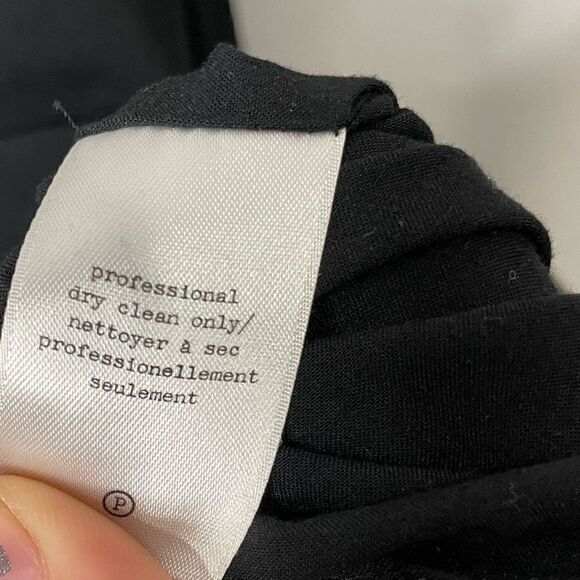 professional
dry clean only/
nettoyer à sec
professionellement
seulement
P